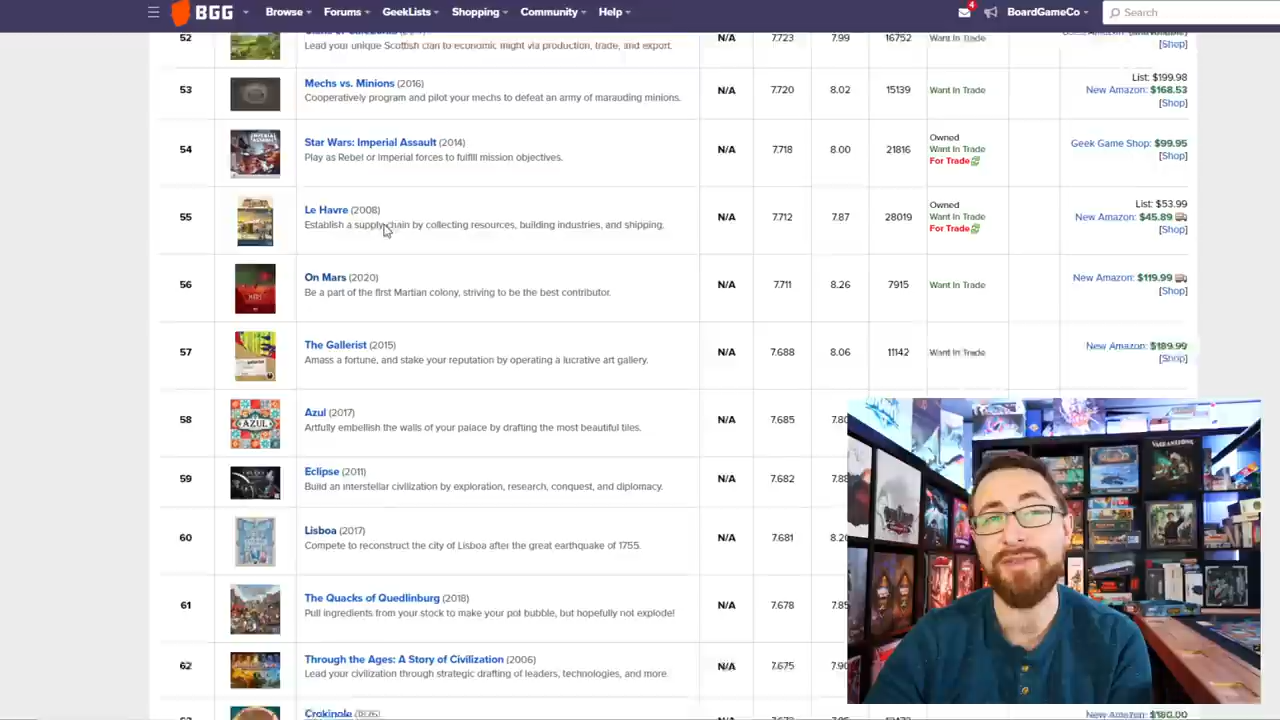 BGG Browse Forums GeekLists Shopping Community Help 4 BoardGameCo Search
52 Lead your unique Scottish clan to economic might via production, trade, and export. N/A 7.723 7.99 16752 Want In Trade [Shop]
53 Mechs vs. Minions (2016) N/A 7.720 8.02 15139 Want In Trade List: $199.98
Cooperatively program and pilot your mechs to defeat an army of marauding minions. New Amazon: $168.53
[Shop]
54 Star Wars: Imperial Assault (2014) N/A 7.718 8.00 21816 Owned
Play as Rebel or Imperial forces to fulfill mission objectives. Want In Trade Geek Game Shop: $99.95
For Trade [Shop]
55 Le Havre (2008) N/A 7.712 7.87 28019 Owned List: $53.99
Establish a supply chain by collecting resources, building industries, and shipping. Want In Trade New Amazon: $45.89
For Trade [Shop]
56 On Mars (2020) N/A 7.711 8.26 7915 Want In Trade New Amazon: $119.99
Be a part of the first Martian colony, striving to be the best contributor. [Shop]
57 The Gallerist (2015) N/A 7.688 8.06 11142 Want In Trade New Amazon: $189.99
Amass a fortune, and stake your reputation by operating a lucrative art gallery. [Shop]
58 Azul (2017) N/A 7.685 7.80
Artfully embellish the walls of your palace by drafting the most beautiful tiles.
AZUL
59 Eclipse (2011) N/A 7.682 7.88
Build an interstellar civilization by exploration, research, conquest, and diplomacy.
60 Lisboa (2017) N/A 7.681 8.20
Compete to reconstruct the city of Lisboa after the great earthquake of 1755.
61 The Quacks of Quedlinburg (2018) N/A 7.678 7.85
Pull ingredients from your stock to make your pot bubble, but hopefully not explode!
62 Through the Ages: A Story of Civilization (2006) N/A 7.675 7.90
Lead your civilization through strategic drafting of leaders, technologies, and more.
Crokinole